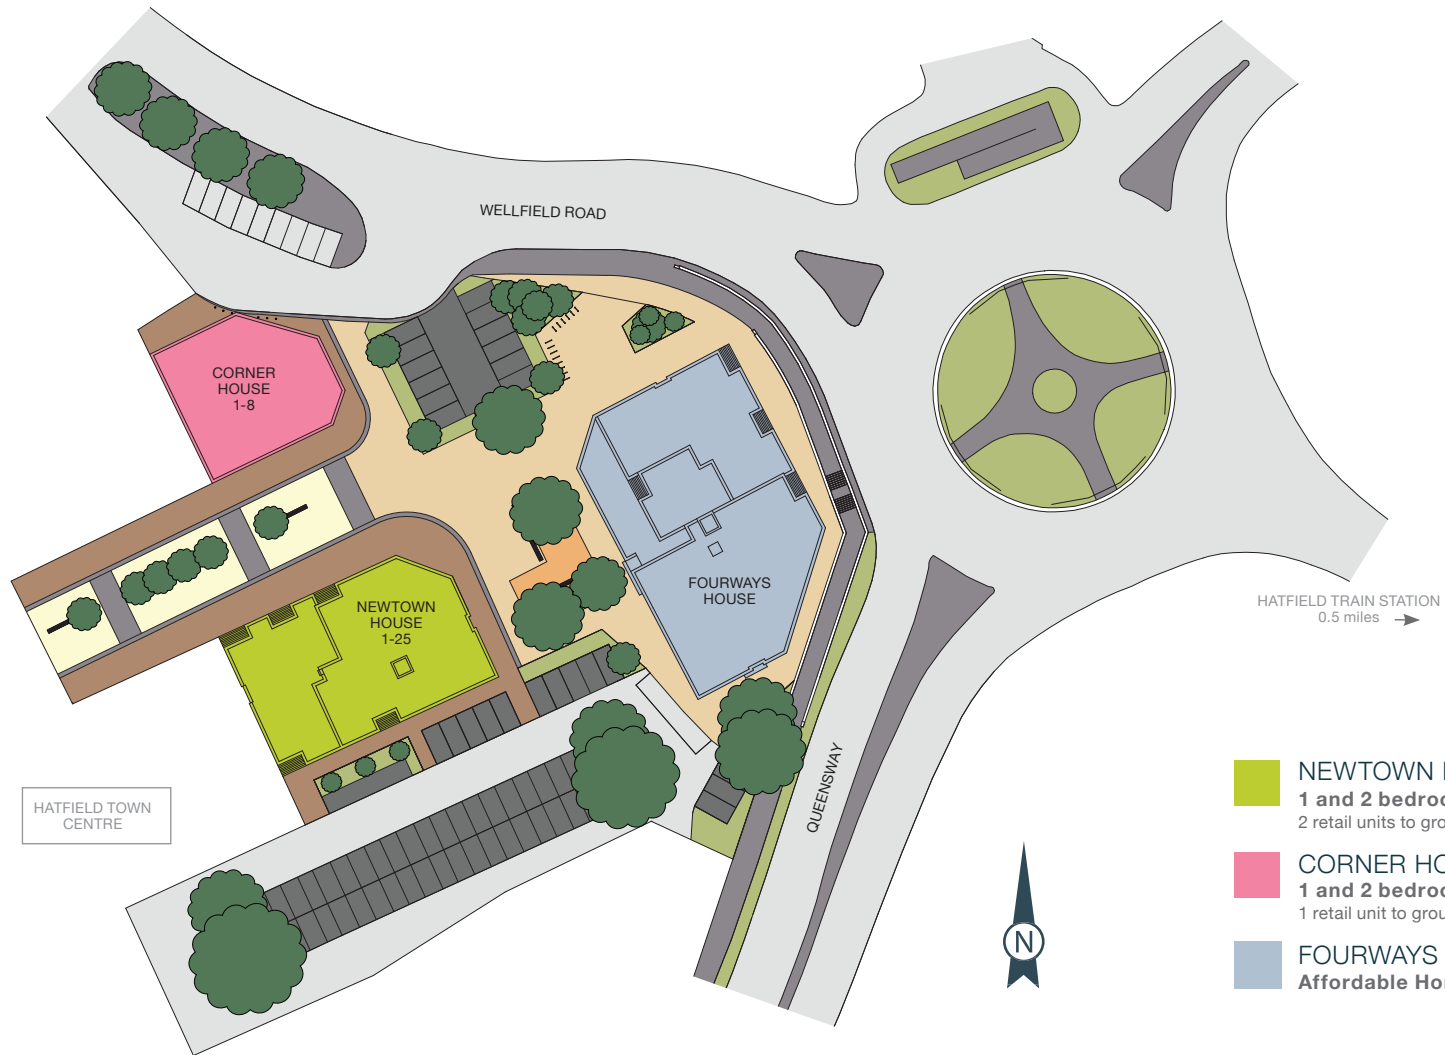 WELLFIELD ROAD
CORNER
HOUSE
1-8
NEWTOWN
HOUSE
1-25
FOURWAYS
HOUSE
HATFIELD TRAIN STATION
0.5 miles
QUEENSWAY
HATFIELD TOWN
CENTRE
N
NEWTOWN
1 and 2
2 retail units to
CORNER
1 and 2
1 retail unit to
FOURWAYS
Affordable